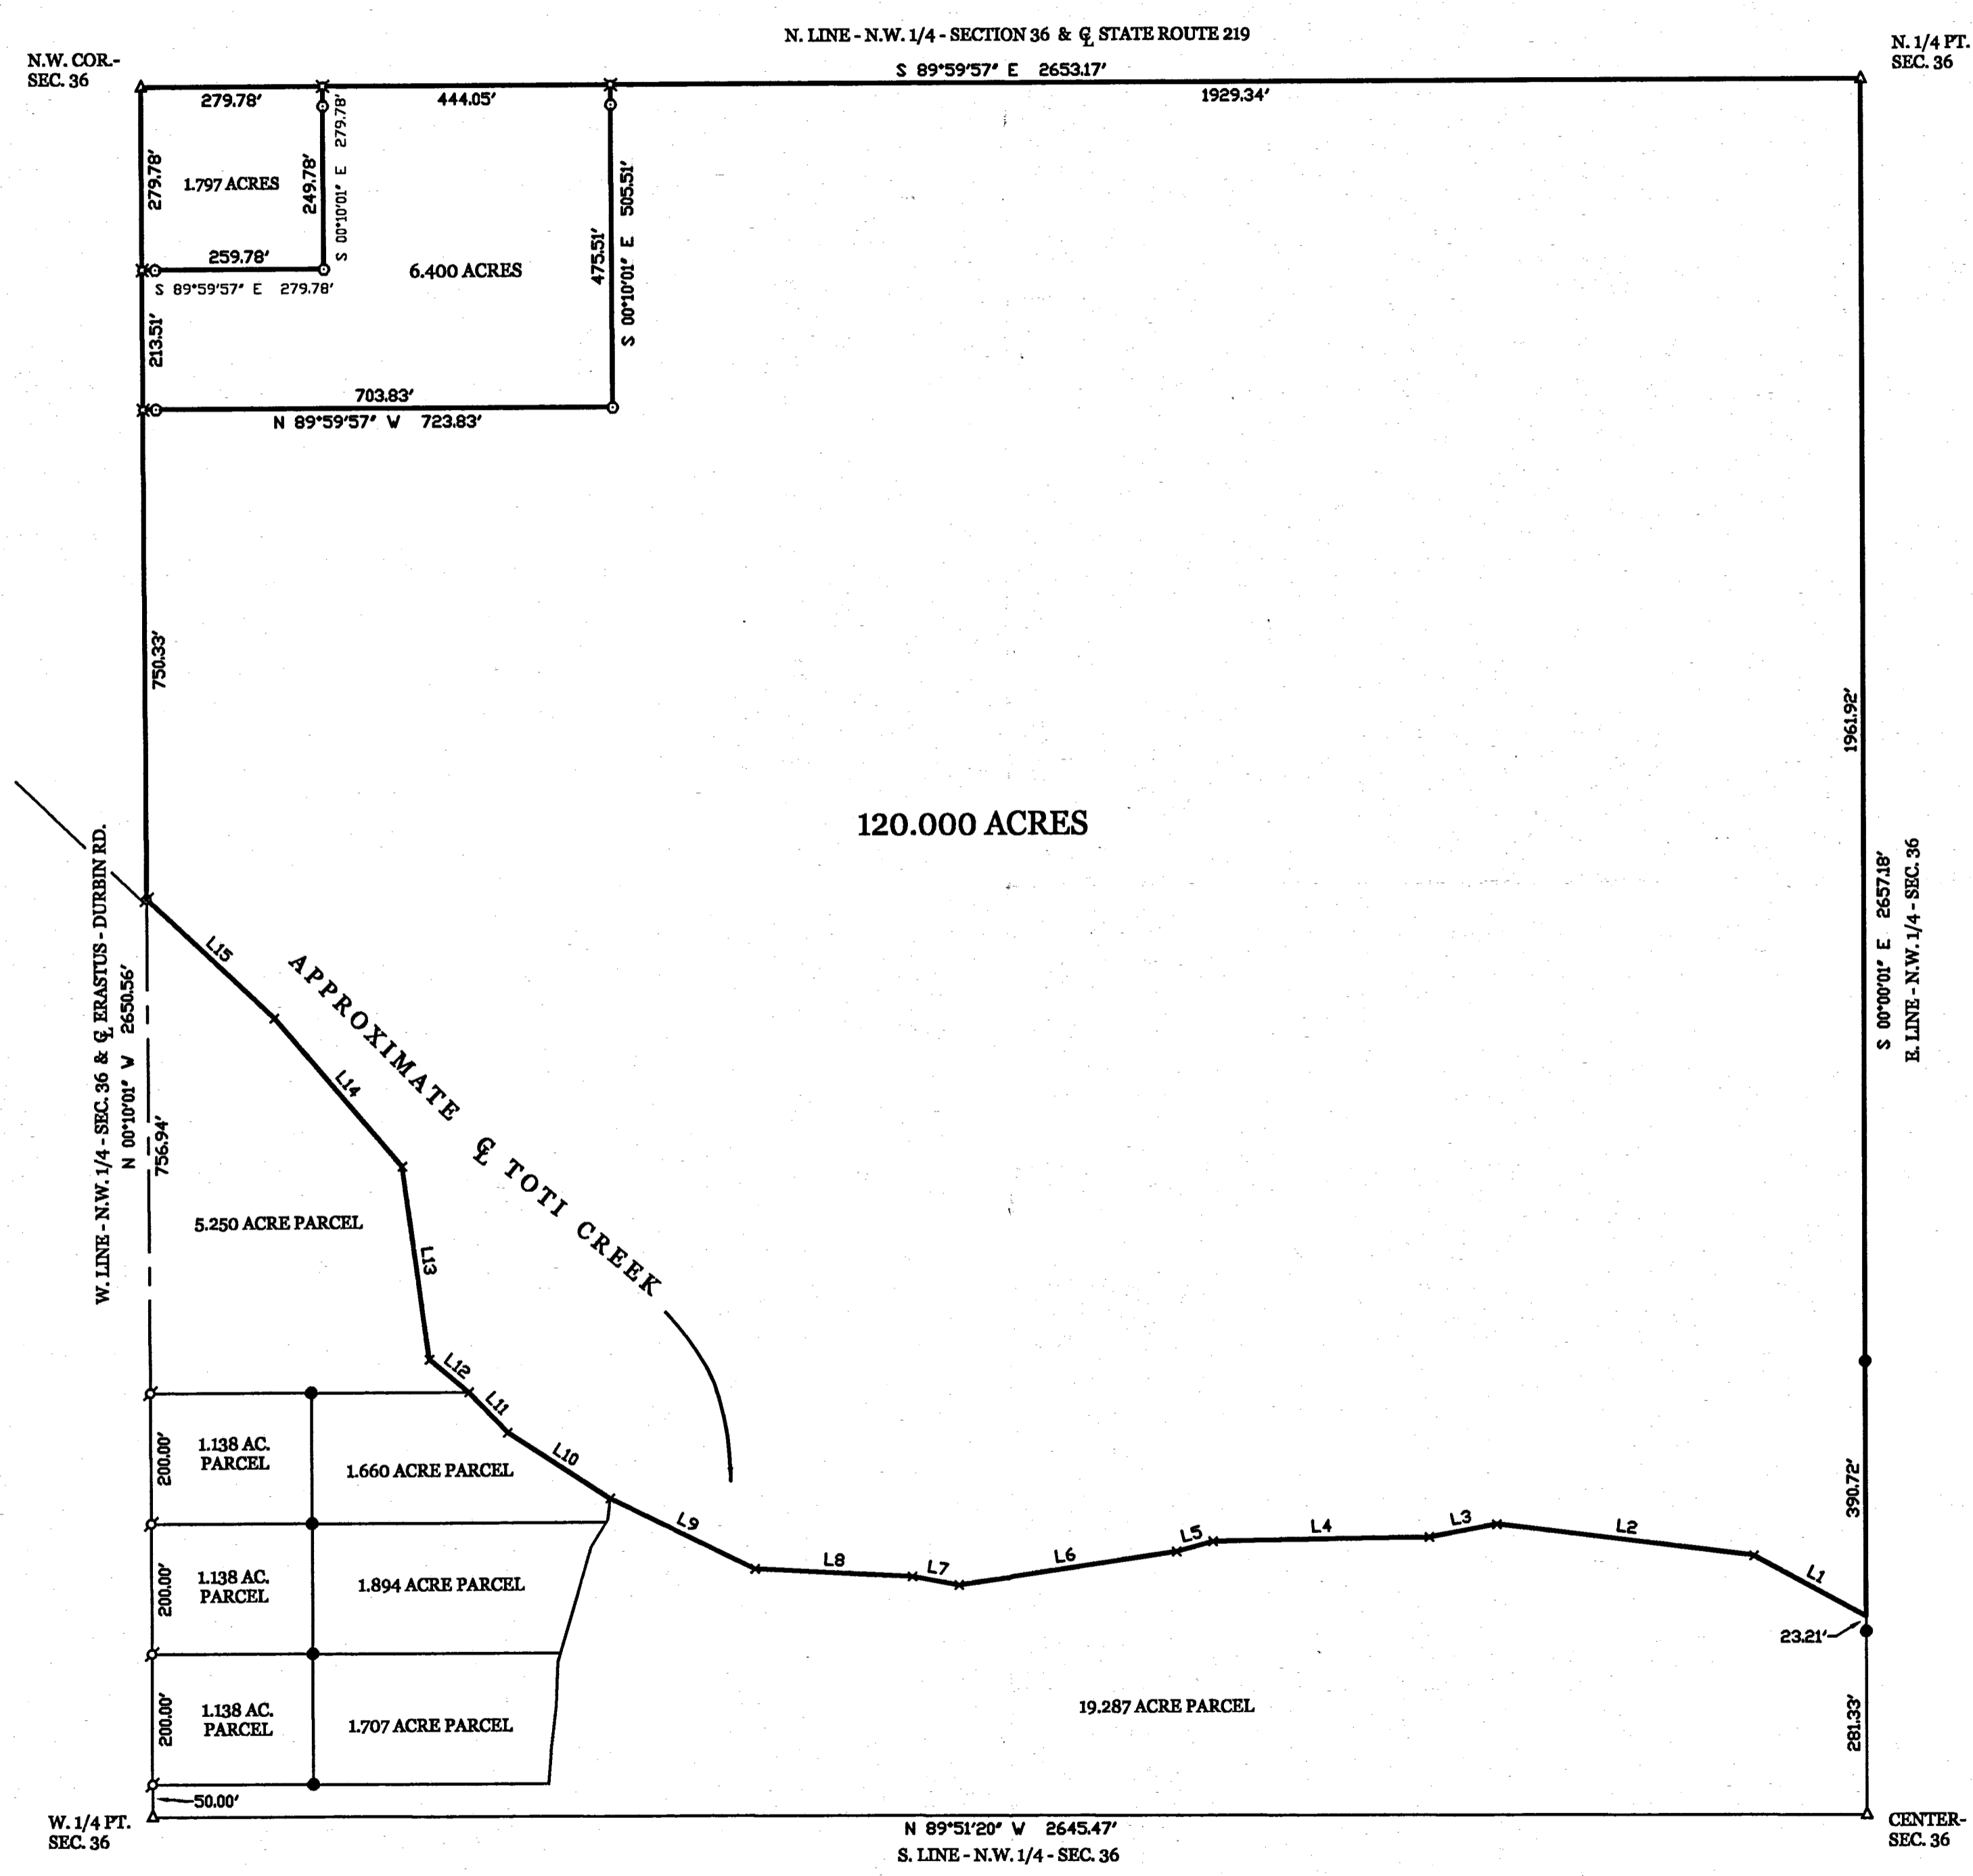 N. LINE - N.W. 1/4 - SECTION 36 & ℄ STATE ROUTE 219
S 89°59'57" E 2653.17'
N.W. COR.-
SEC. 36
N. 1/4 PT.
SEC. 36
279.78'
444.05'
1929.34'
279.78'
1.797 ACRES
249.78'
S 00°10'01" E 279.78'
259.78'
S 89°59'57" E 279.78'
6.400 ACRES
475.51'
S 00°10'01" E 505.51'
213.51'
703.83'
N 89°59'57" W 723.83'
750.33'
1961.92'
120.000 ACRES
W. LINE - N.W. 1/4 - SEC. 36 & ℄ ERASTUS - DURBIN RD.
N 00°10'01" W 2650.56'
S 00°00'01" E 2657.18'
E. LINE - N.W. 1/4 - SEC. 36
L15
APPROXIMATE ℄ TOTI CREEK
L14
756.94'
5.250 ACRE PARCEL
L13
L12
L11
L10
L9
L8
L7
L6
L5
L4
L3
L2
L1
390.72'
200.00'
1.138 AC.
PARCEL
1.660 ACRE PARCEL
200.00'
1.138 AC.
PARCEL
1.894 ACRE PARCEL
23.21'
200.00'
1.138 AC.
PARCEL
1.707 ACRE PARCEL
19.287 ACRE PARCEL
281.33'
50.00'
W. 1/4 PT.
SEC. 36
N 89°51'20" W 2645.47'
S. LINE - N.W. 1/4 - SEC. 36
CENTER-
SEC. 36